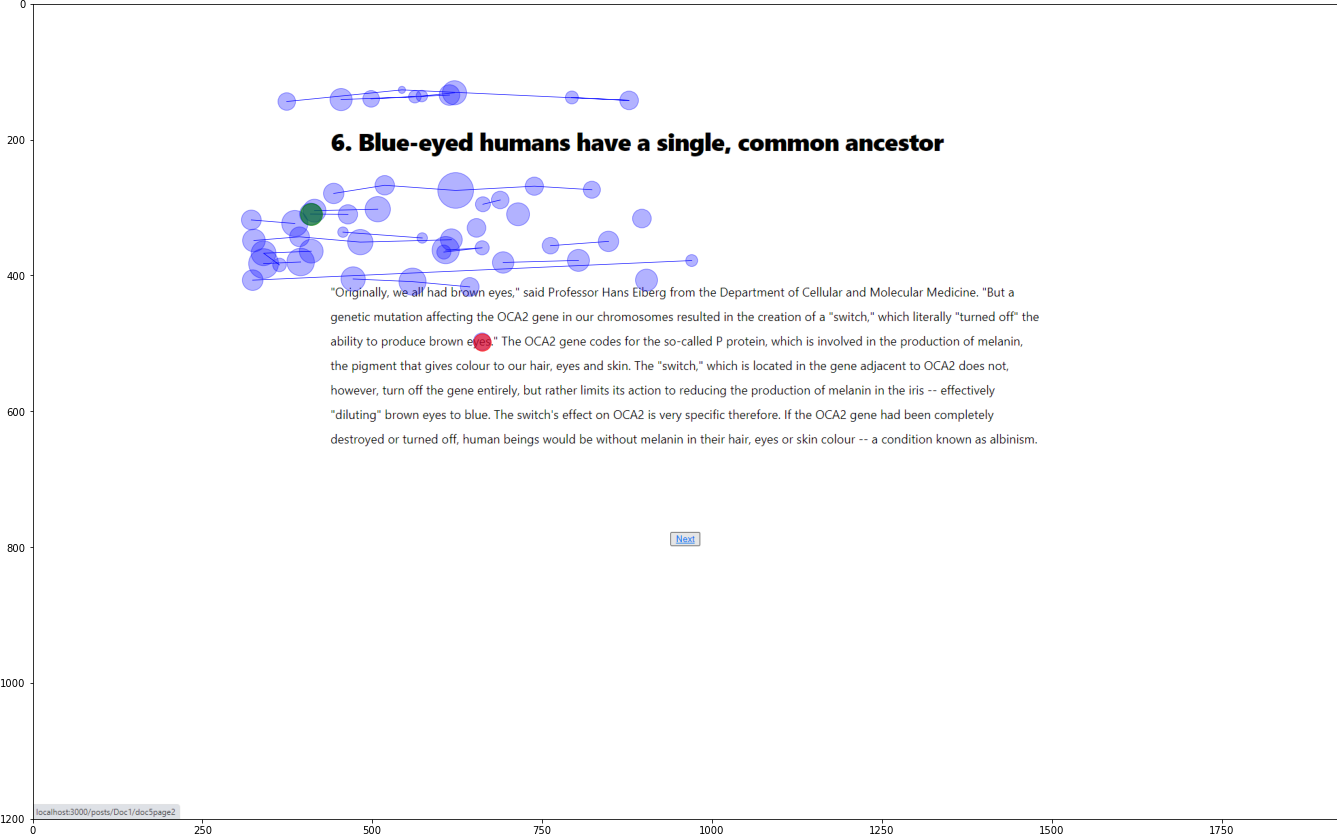 0
200
6. Blue-eyed humans have a single, common ancestor
400
"Originally, we all had brown eyes," said Professor Hans Eiberg from the Department of Cellular and Molecular Medicine. "But a
genetic mutation affecting the OCA2 gene in our chromosomes resulted in the creation of a "switch," which literally "turned off" the
ability to produce brown eyes." The OCA2 gene codes for the so-called P protein, which is involved in the production of melanin,
the pigment that gives colour to our hair, eyes and skin. The "switch," which is located in the gene adjacent to OCA2 does not,
however, turn off the gene entirely, but rather limits its action to reducing the production of melanin in the iris -- effectively
"diluting" brown eyes to blue. The switch's effect on OCA2 is very specific therefore. If the OCA2 gene had been completely
600
destroyed or turned off, human beings would be without melanin in their hair, eyes or skin colour -- a condition known as albinism.
Next
800
1000
localhost:3000/posts/Doc1/doc5page2
1200
0 250 500 750 1000 1250 1500 1750